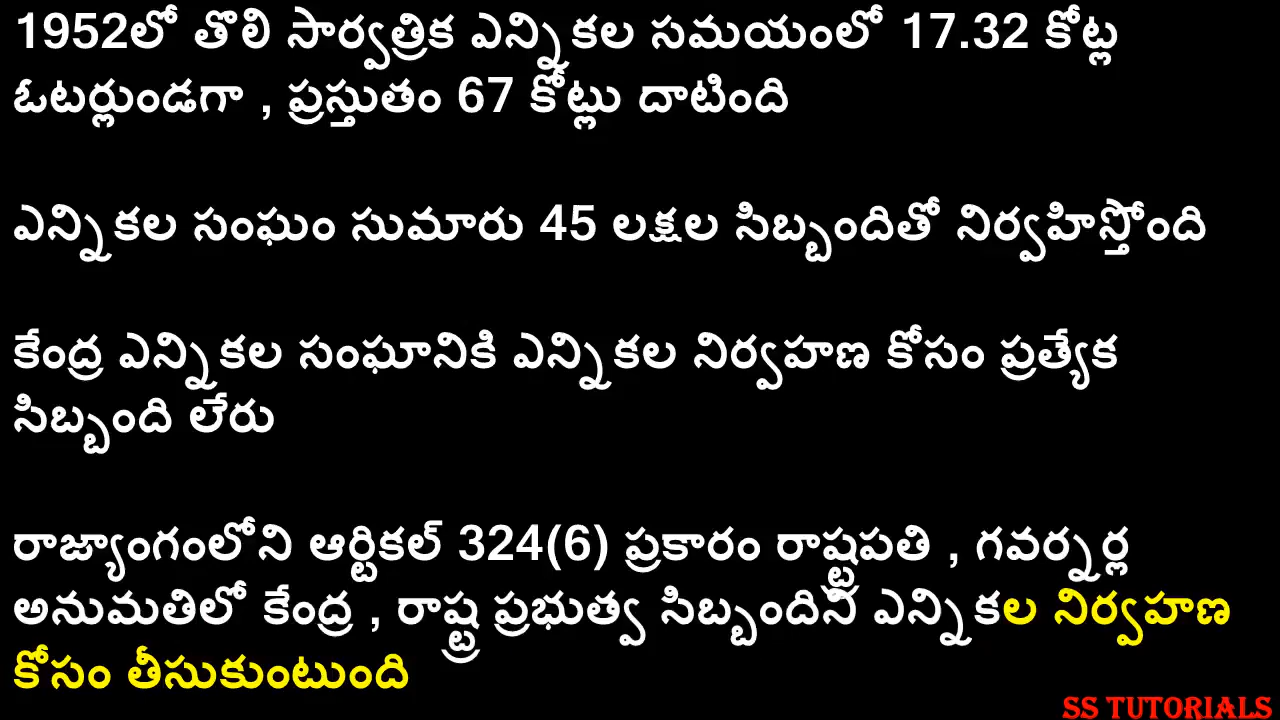 1952లో తొలి సార్వత్రిక ఎన్నికల సమయంలో 17.32 కోట్ల
ఓటర్లుండగా , ప్రస్తుతం 67 కోట్లు దాటింది
ఎన్నికల సంఘం సుమారు 45 లక్షల సిబ్బందితో నిర్వహిస్తోంది
కేంద్ర ఎన్నికల సంఘానికి ఎన్నికల నిర్వహణ కోసం ప్రత్యేక
సిబ్బంది లేరు
రాజ్యాంగంలోని ఆర్టికల్ 324(6) ప్రకారం రాష్ట్రపతి , గవర్నర్ల
అనుమతిలో కేంద్ర , రాష్ట్ర ప్రభుత్వ సిబ్బందిని ఎన్నికల నిర్వహణ
కోసం తీసుకుంటుంది
SS TUTORIALS